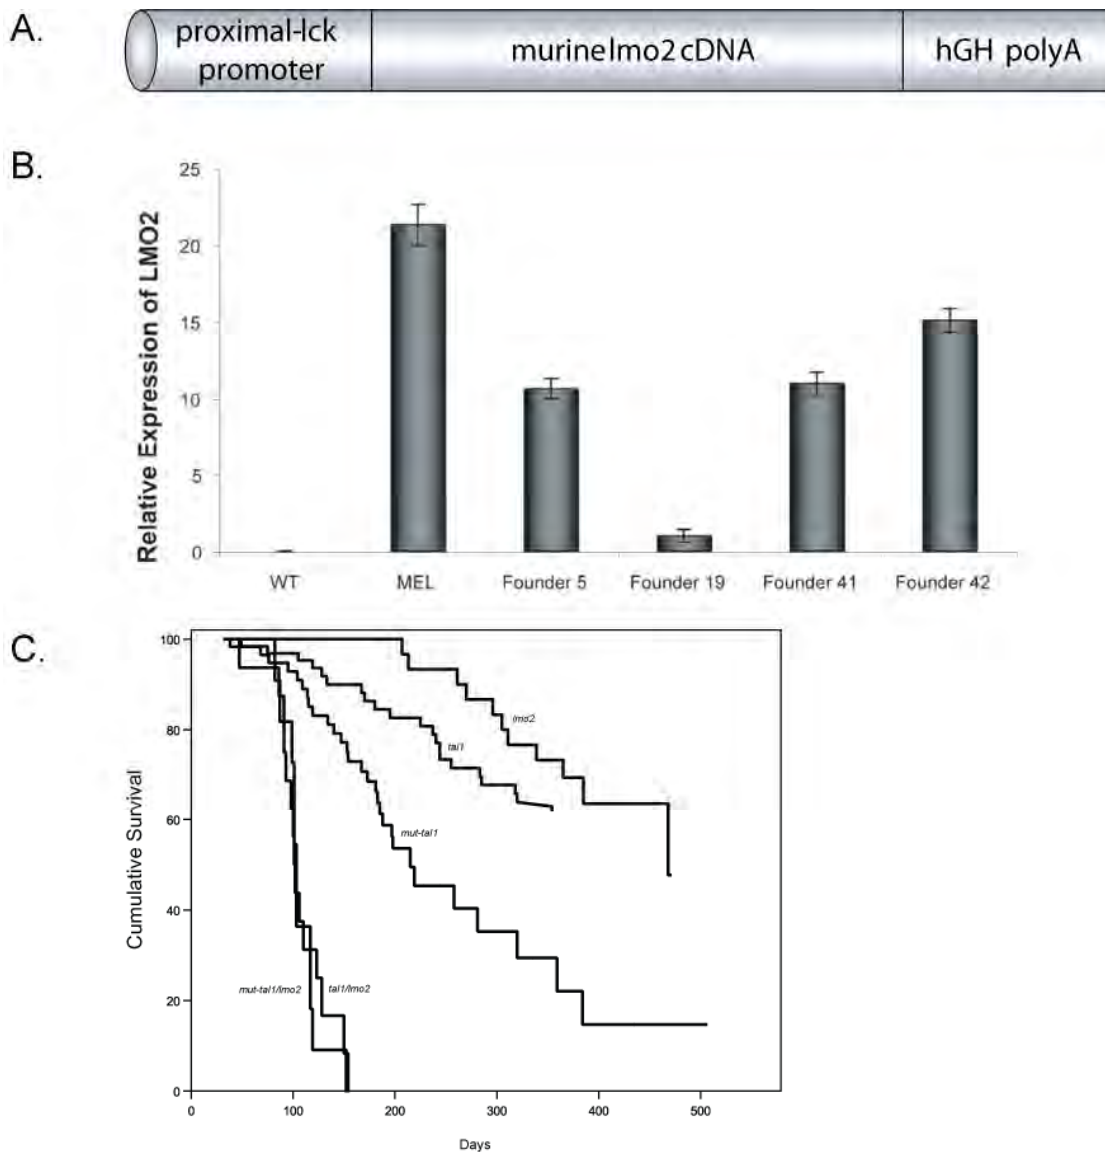 A.
proximal-lck
promoter
murine lmo2 cDNA
hGH polyA
B.
Relative Expression of LMO2
25
20
15
10
5
0
WT
MEL
Founder 5
Founder 19
Founder 41
Founder 42
C.
Cumulative Survival
100
80
60
40
20
0
lmo2
tal1
mut-tal1
mut-tal1/lmo2
tal1/lmo2
0
100
200
300
400
500
Days